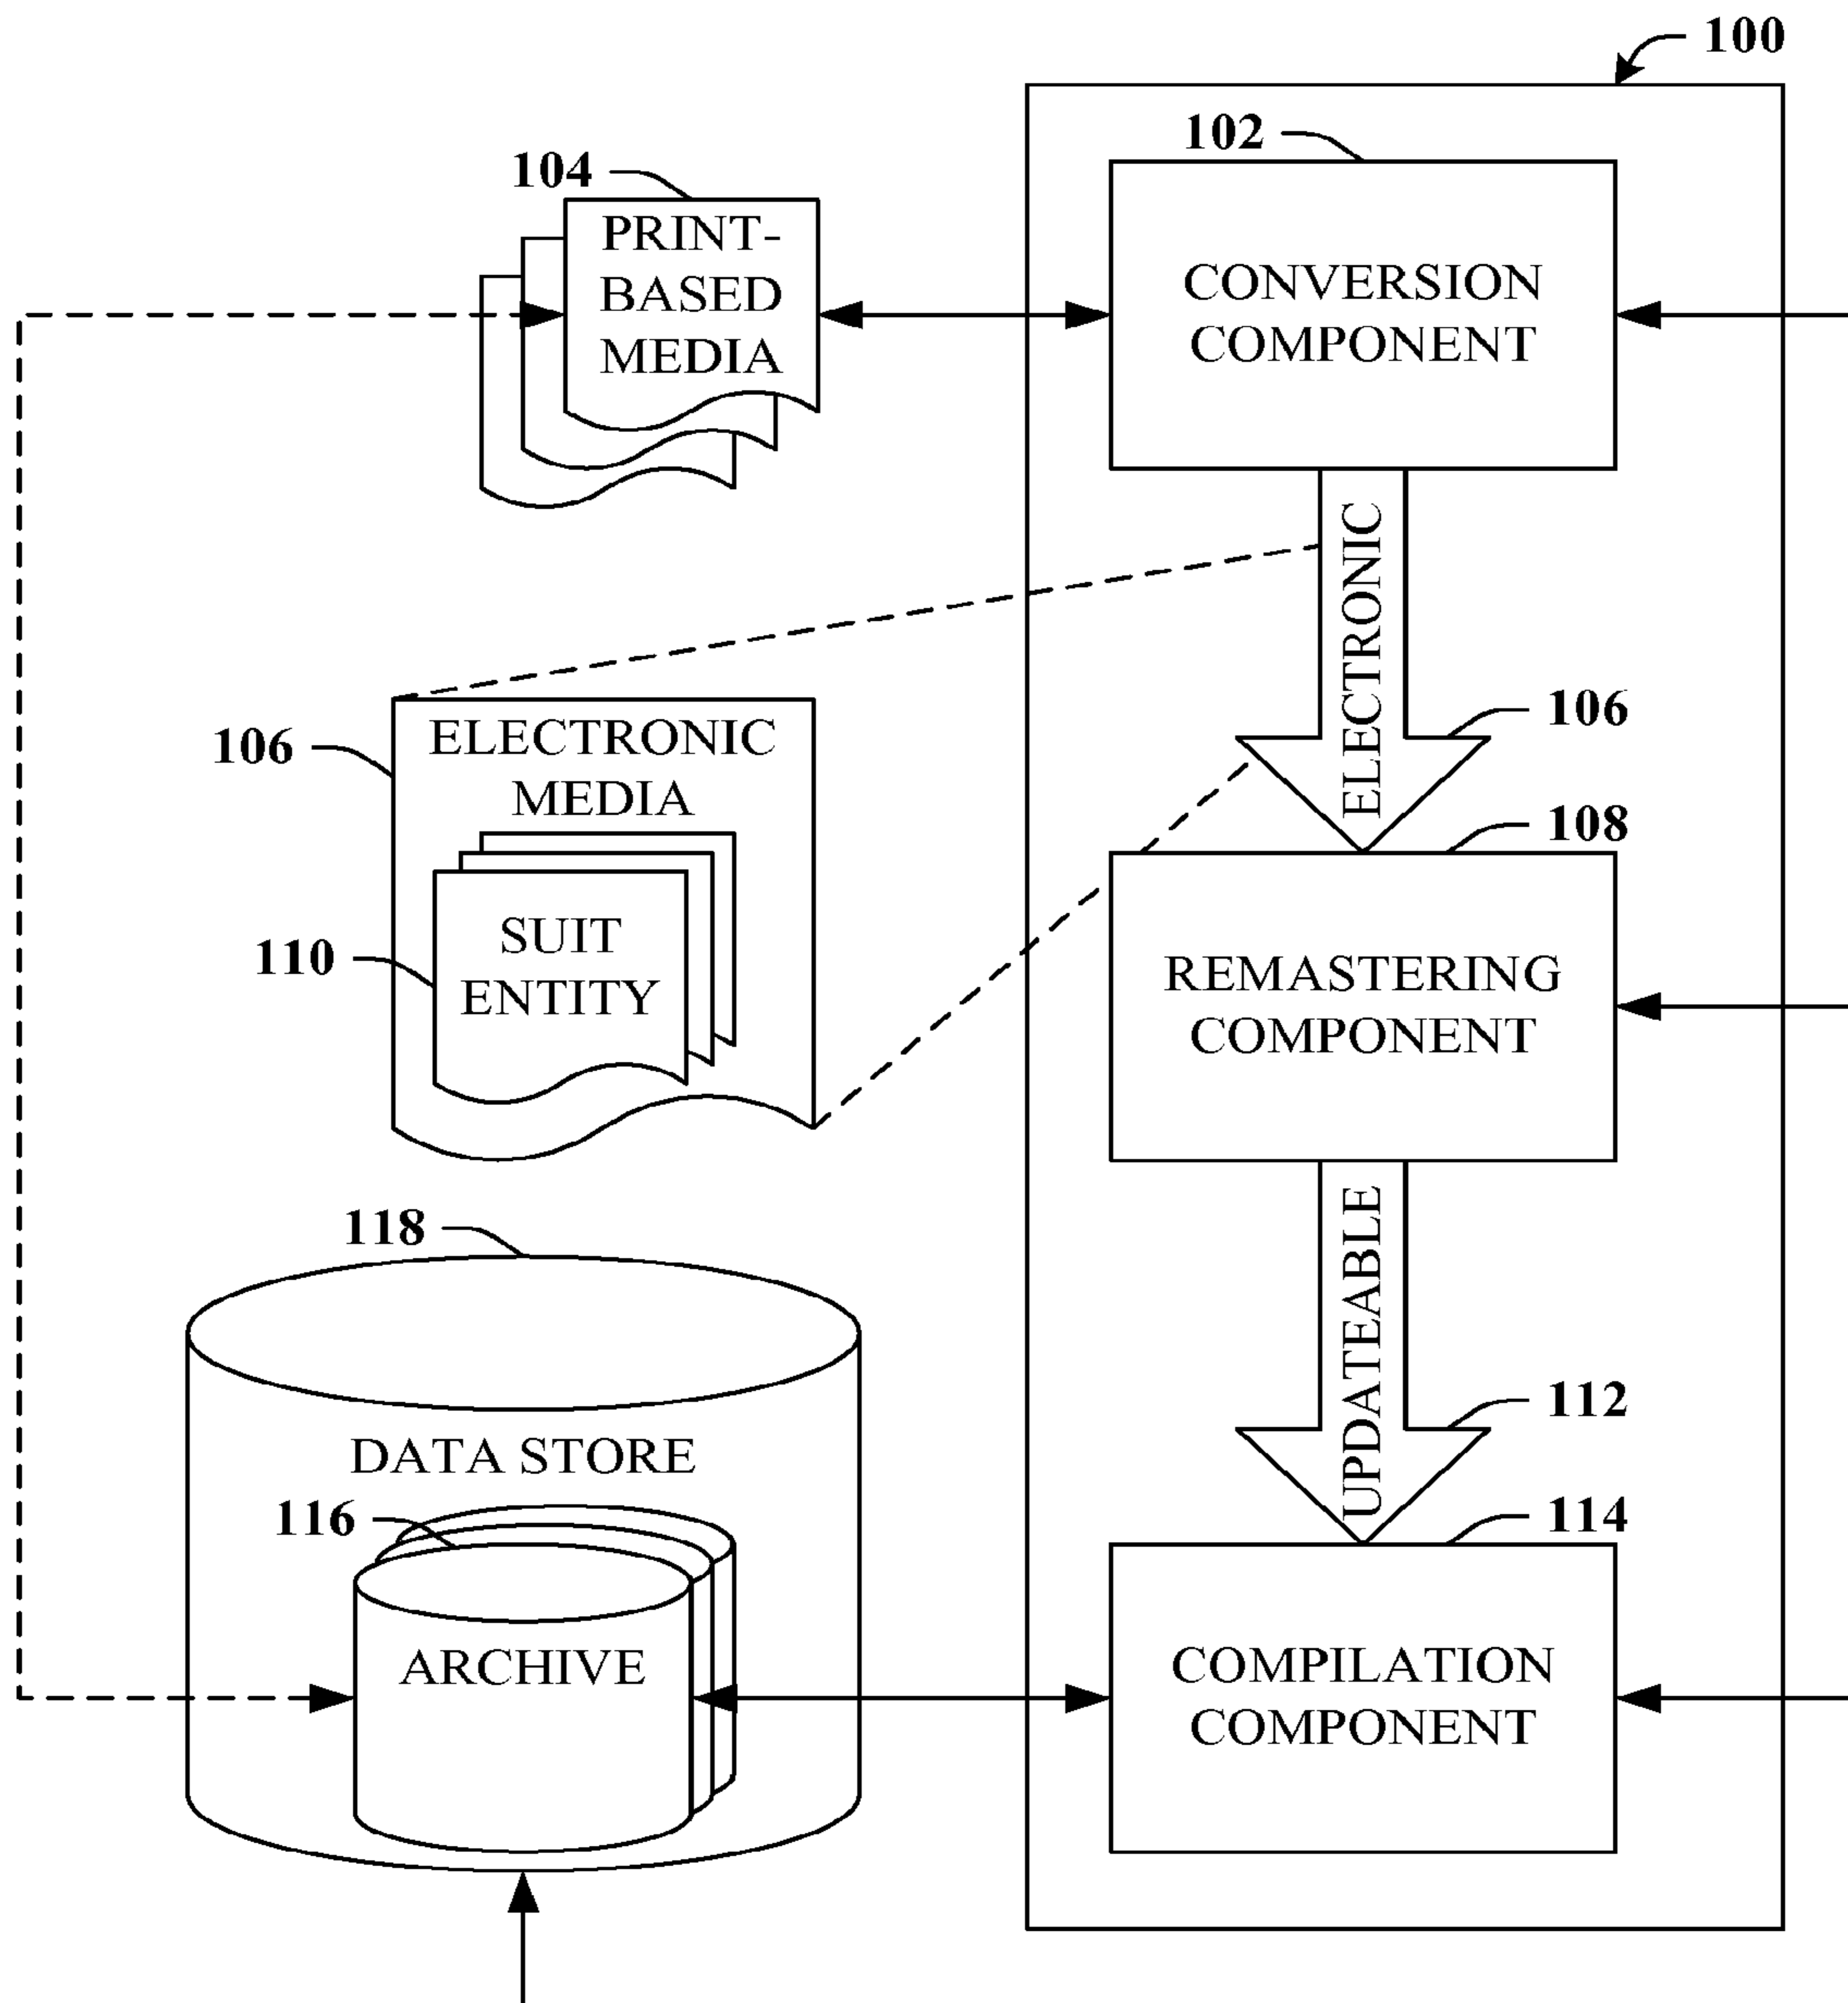 100
102
104
PRINT-
BASED
MEDIA
CONVERSION
COMPONENT
ELECTRONIC
106
106
ELECTRONIC
MEDIA
108
110
SUIT
ENTITY
REMASTERING
COMPONENT
118
UPDATEABLE
112
DATA STORE
116
114
ARCHIVE
COMPILATION
COMPONENT